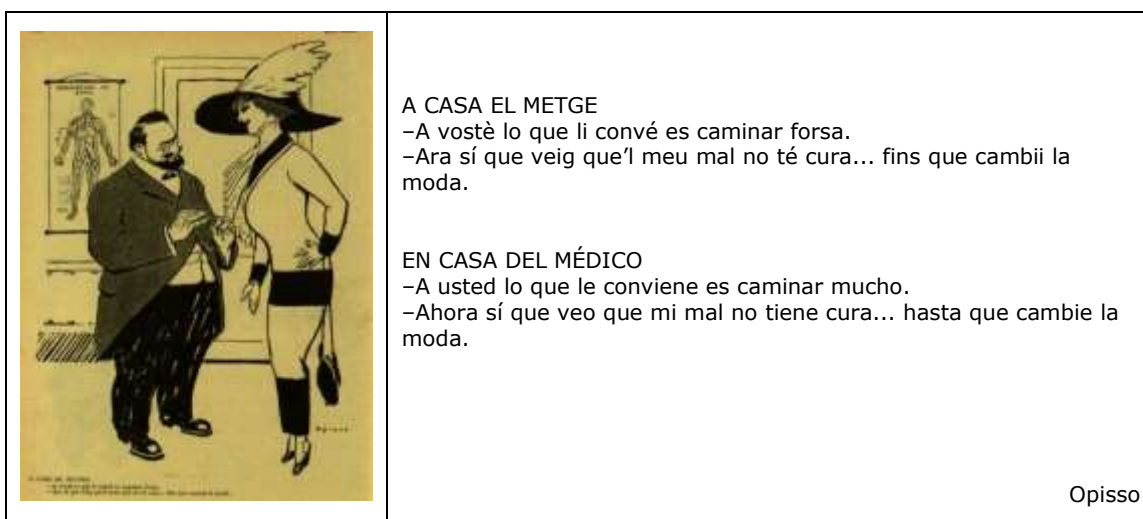 A CASA EL METGE
–A vostè lo que li convé es caminar forsa.
–Ara sí que veig que'l meu mal no té cura... fins que cambii la
moda.
EN CASA DEL MÉDICO
–A usted lo que le conviene es caminar mucho.
–Ahora sí que veo que mi mal no tiene cura... hasta que cambie la
moda.
Opisso